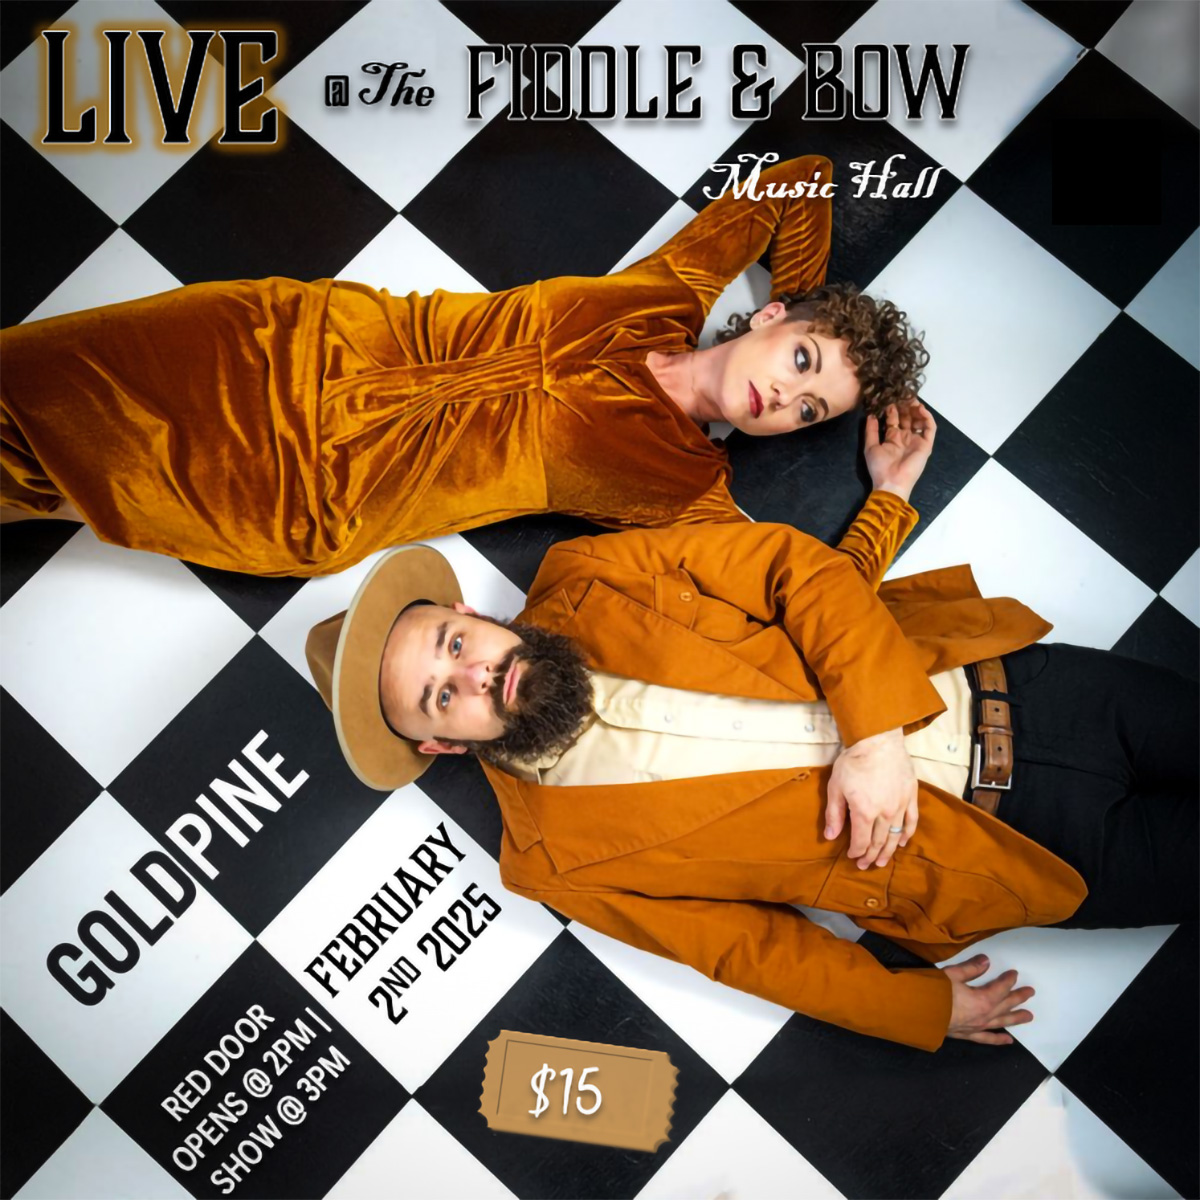 LIVE @ The FIDDLE & BOW
Music Hall
GOLDPINE
FEBRUARY
2ND 2025
RED DOOR
OPENS @ 2PM |
SHOW @ 3PM
$15